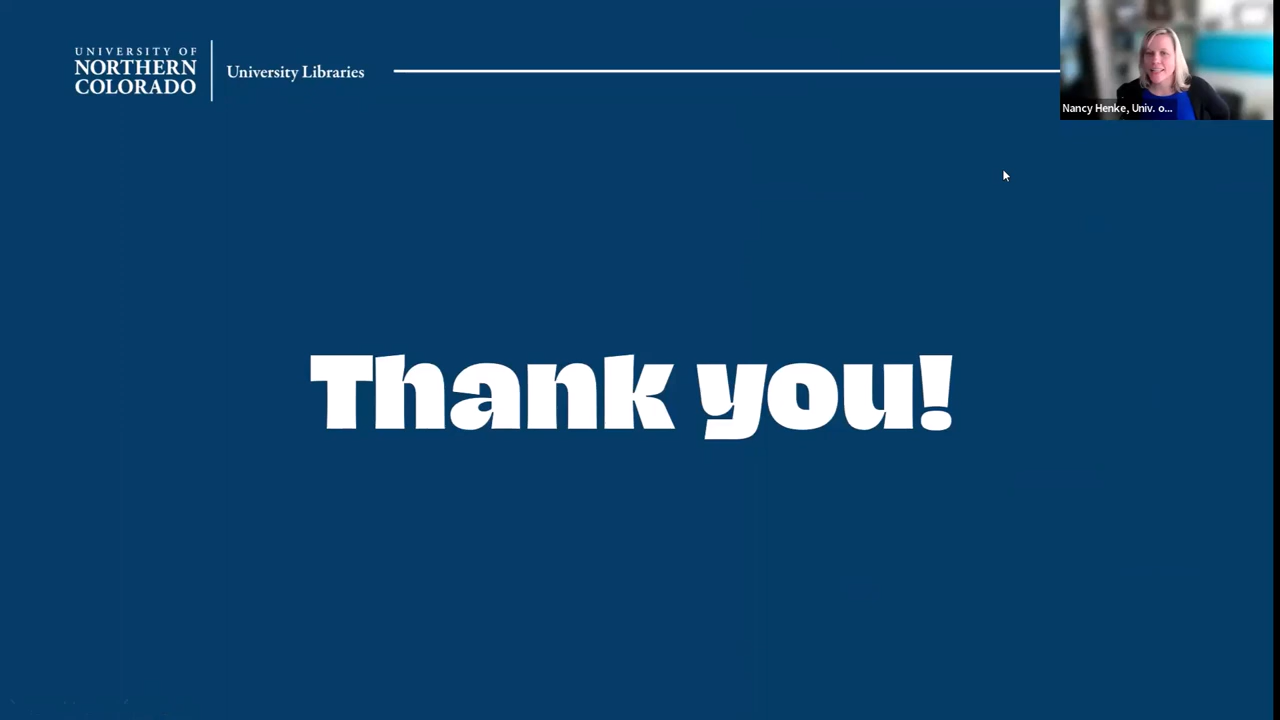 UNIVERSITY OF
NORTHERN
COLORADO
University Libraries
Nancy Henke, Univ. o...
Thank you!